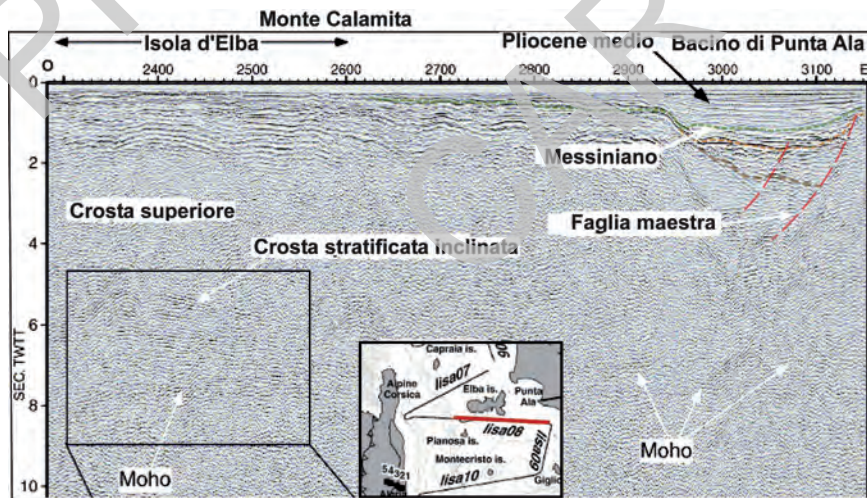 Monte Calamita
Isola d'Elba
Pliocene medio
Bacino di Punta Ala
O
2400
2500
2600
2700
2800
2900
3000
3100
E
0
2
4
6
8
10
SEC. TWTT
Messiniano
Crosta superiore
Faglia maestra
Crosta stratificata inclinata
Moho
Moho
Capraia is.
lisa07
Alpine
Corsica
Elba is.
Punta
Ala
lisa08
lisa09
Pianosa is.
Montecristo is.
lisa10
54321